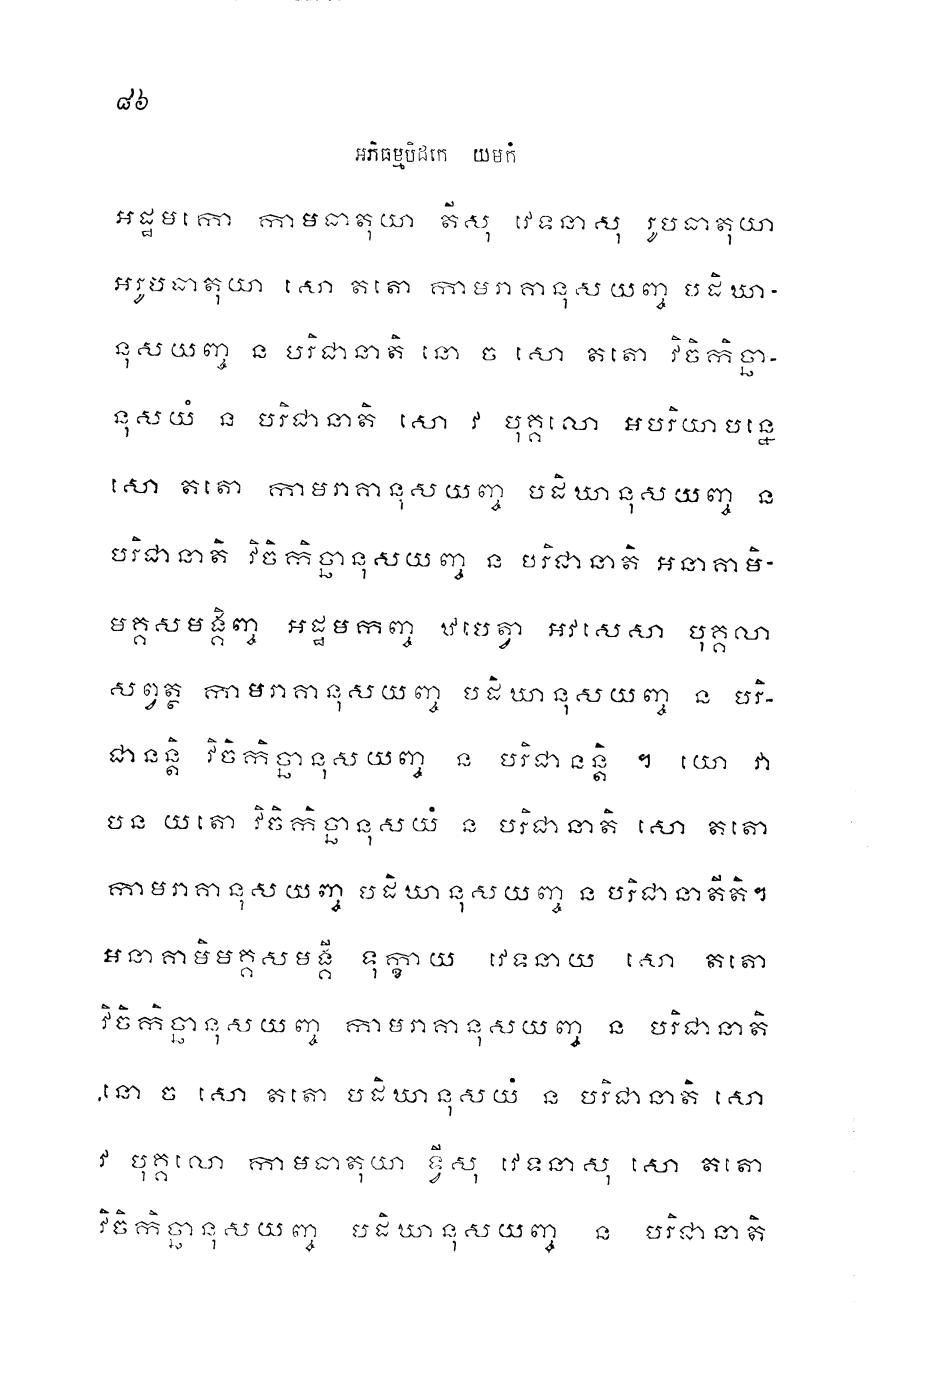 ៨៦
អភិធម្មបិដកេ យមកំ
អដ្ឋមកោ កាមធាតុយា តីសុ វេទនាសុ រូបធាតុយា
អរូបធាតុយា សោ តតោ កាមរាគានុសយញ្ច បដិឃា-
នុសយញ្ច ន បរិជានាតិ នោ ច សោ តតោ វិចិកិច្ឆា-
នុសយំ ន បរិជានាតិ សោ វ បុគ្គលោ អបរិយាបន្នេ
សោ តតោ កាមរាគានុសយញ្ច បដិឃានុសយញ្ច ន
បរិជានាតិ វិចិកិច្ឆានុសយញ្ច ន បរិជានាតិ អនាគាមិ-
មគ្គសមង្គិញ្ច អដ្ឋមកញ្ច ឋបេត្វា អវសេសា បុគ្គលា
សព្វត្ថ កាមរាគានុសយញ្ច បដិឃានុសយញ្ច ន បរិ-
ជានន្តិ វិចិកិច្ឆានុសយញ្ច ន បរិជានន្តិ ។ យោ វា
បន យតោ វិចិកិច្ឆានុសយំ ន បរិជានាតិ សោ តតោ
កាមរាគានុសយញ្ច បដិឃានុសយញ្ច ន បរិជានាតីតិ។
អនាគាមិមគ្គសមង្គី ទុក្ខាយ វេទនាយ សោ តតោ
វិចិកិច្ឆានុសយញ្ច កាមរាគានុសយញ្ច ន បរិជានាតិ
នោ ច សោ តតោ បដិឃានុសយំ ន បរិជានាតិ សោ
វ បុគ្គលោ កាមធាតុយា ទ្វីសុ វេទនាសុ សោ តតោ
វិចិកិច្ឆានុសយញ្ច បដិឃានុសយញ្ច ន បរិជានាតិ